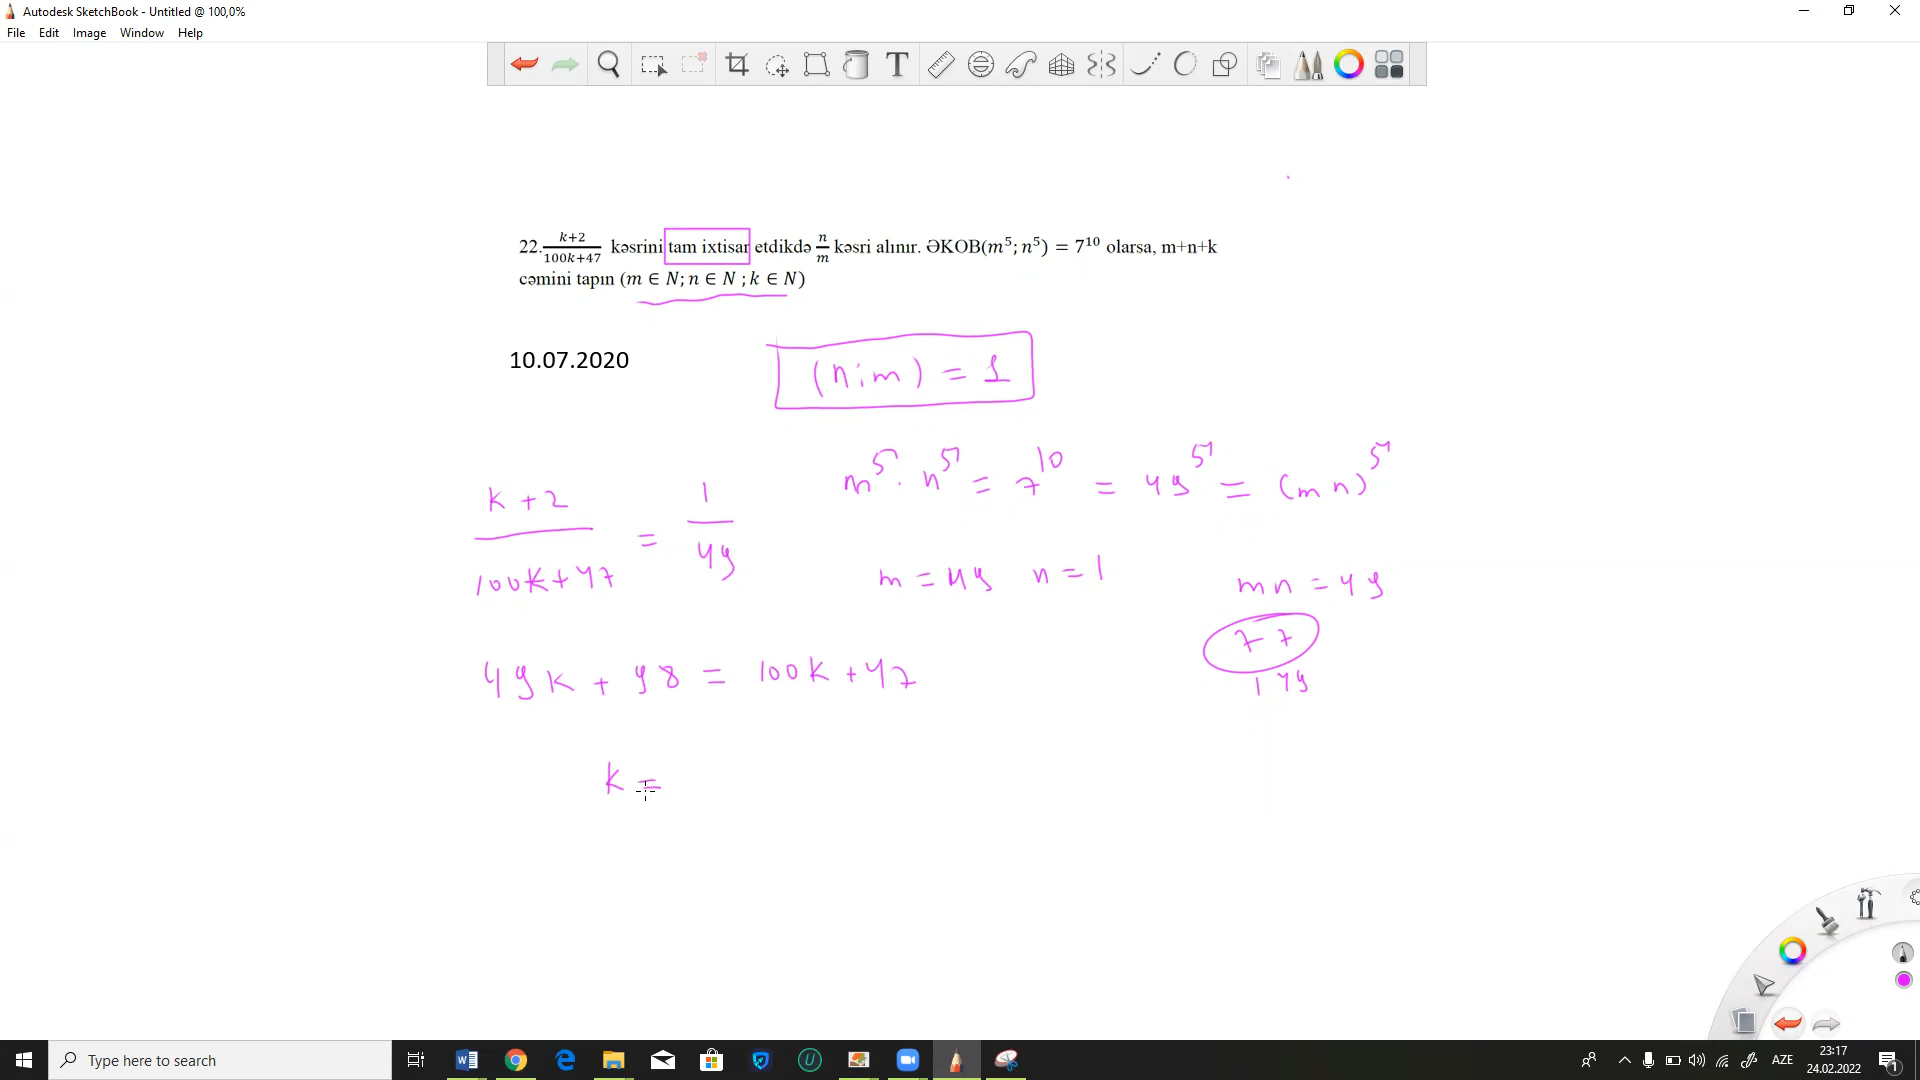 Autodesk SketchBook - Untitled @ 100,0%
File Edit Image Window Help
T
22. k+2/100k+47 kəsrini tam ixtisar etdikdə n/m kəsri alınır. ƏKOB(m⁵; n⁵) = 7¹⁰ olarsa, m+n+k
cəmini tapın (m ∈ N; n ∈ N ; k ∈ N)
10.07.2020
(n;m) = 1
m⁵ · n⁵ = 7¹⁰ = 49⁵ = (m n)⁵
k+2/100k+47 = 1/49
m = 49 n = 1
mn = 49
7 7
1 49
49k + 98 = 100k + 47
k =
Type here to search
AZE
23:17
24.02.2022
1